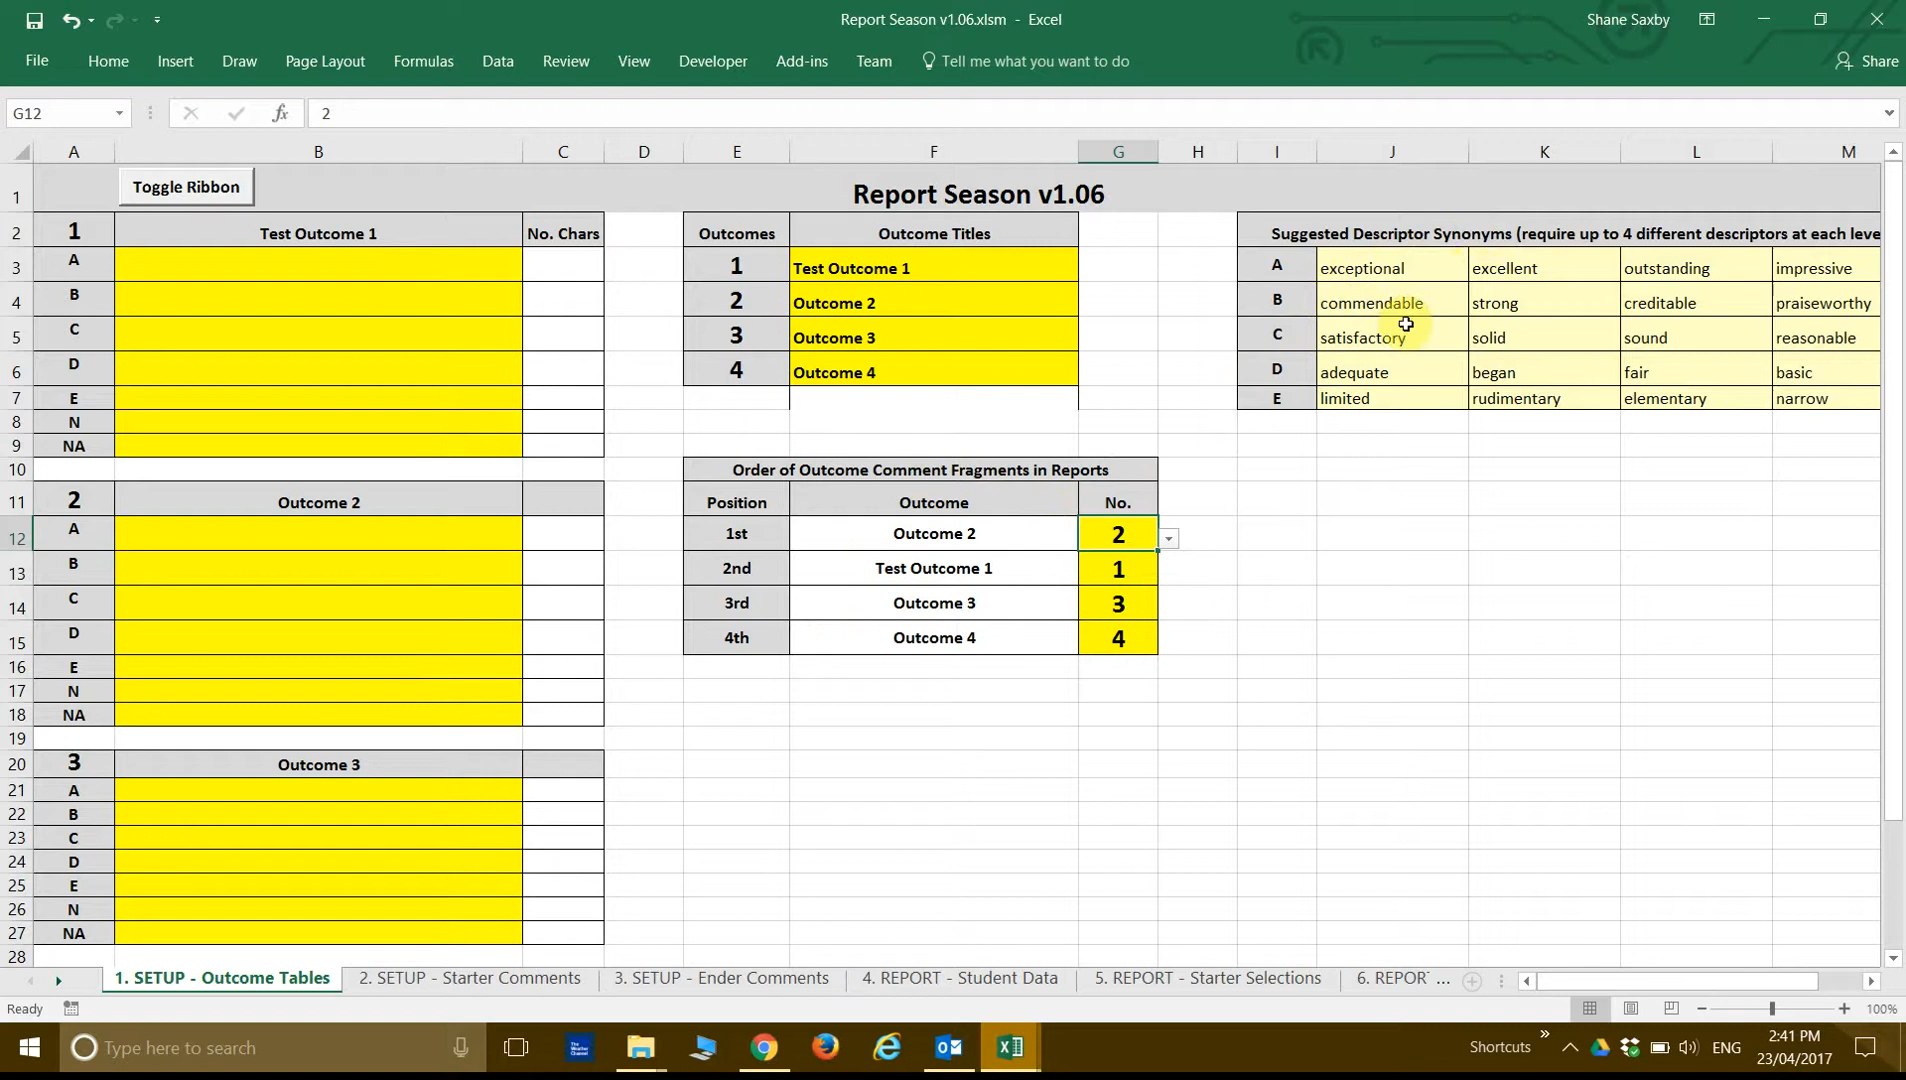 Report Season v1.06.xlsm - Excel
Shane Saxby
File Home Insert Draw Page Layout Formulas Data Review View Developer Add-ins Team Tell me what you want to do Share
G12 fx 2
A B C D E F G H I J K L M
1 Toggle Ribbon Report Season v1.06
2 1 Test Outcome 1 No. Chars Outcomes Outcome Titles Suggested Descriptor Synonyms (require up to 4 different descriptors at each leve
3 A 1 Test Outcome 1 A exceptional excellent outstanding impressive
4 B 2 Outcome 2 B commendable strong creditable praiseworthy
5 C 3 Outcome 3 C satisfactory solid sound reasonable
6 D 4 Outcome 4 D adequate began fair basic
7 E E limited rudimentary elementary narrow
8 N
9 NA
10 Order of Outcome Comment Fragments in Reports
11 2 Outcome 2 Position Outcome No.
12 A 1st Outcome 2 2
13 B 2nd Test Outcome 1 1
14 C 3rd Outcome 3 3
15 D 4th Outcome 4 4
16 E
17 N
18 NA
19
20 3 Outcome 3
21 A
22 B
23 C
24 D
25 E
26 N
27 NA
28
1. SETUP - Outcome Tables 2. SETUP - Starter Comments 3. SETUP - Ender Comments 4. REPORT - Student Data 5. REPORT - Starter Selections 6. REPOR ...
Ready 100%
Type here to search The Weather Channel Shortcuts » ENG 2:41 PM
23/04/2017